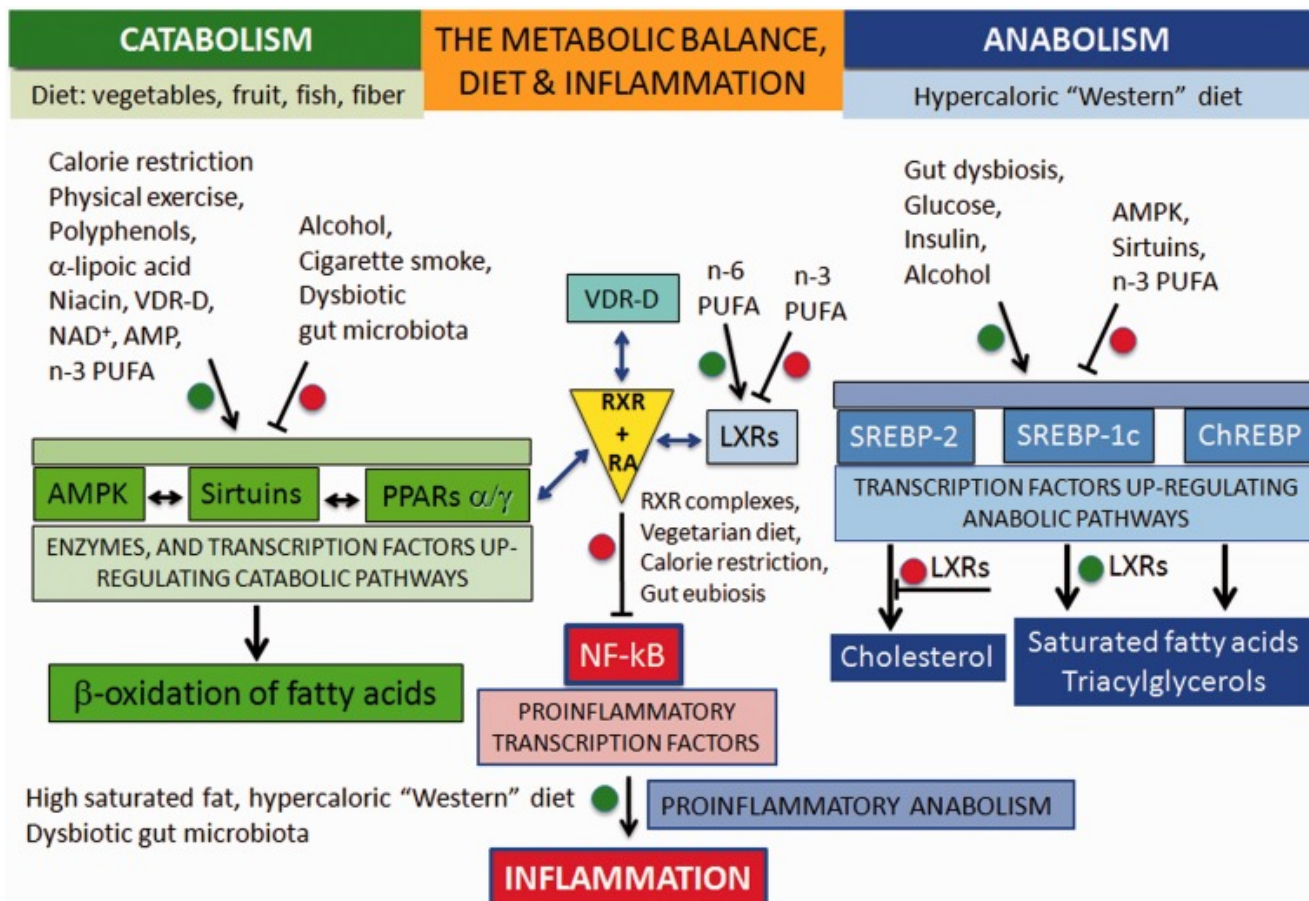 CATABOLISM
Diet: vegetables, fruit, fish, fiber
THE METABOLIC BALANCE,
DIET & INFLAMMATION
ANABOLISM
Hypercaloric “Western” diet
Calorie restriction
Physical exercise,
Polyphenols,
α-lipoic acid
Niacin, VDR-D,
NAD⁺, AMP,
n-3 PUFA
Alcohol,
Cigarette smoke,
Dysbiotic
gut microbiota
VDR-D
n-6
PUFA
n-3
PUFA
Gut dysbiosis,
Glucose,
Insulin,
Alcohol
AMPK,
Sirtuins,
n-3 PUFA
RXR
+
RA
LXRs
AMPK
Sirtuins
PPARs α/γ
ENZYMES, AND TRANSCRIPTION FACTORS UP-
REGULATING CATABOLIC PATHWAYS
β-oxidation of fatty acids
RXR complexes,
Vegetarian diet,
Calorie restriction,
Gut eubiosis
SREBP-2
SREBP-1c
ChREBP
TRANSCRIPTION FACTORS UP-REGULATING
ANABOLIC PATHWAYS
LXRs
LXRs
Cholesterol
Saturated fatty acids
Triacylglycerols
NF-kB
PROINFLAMMATORY
TRANSCRIPTION FACTORS
High saturated fat, hypercaloric “Western” diet
Dysbiotic gut microbiota
PROINFLAMMATORY ANABOLISM
INFLAMMATION